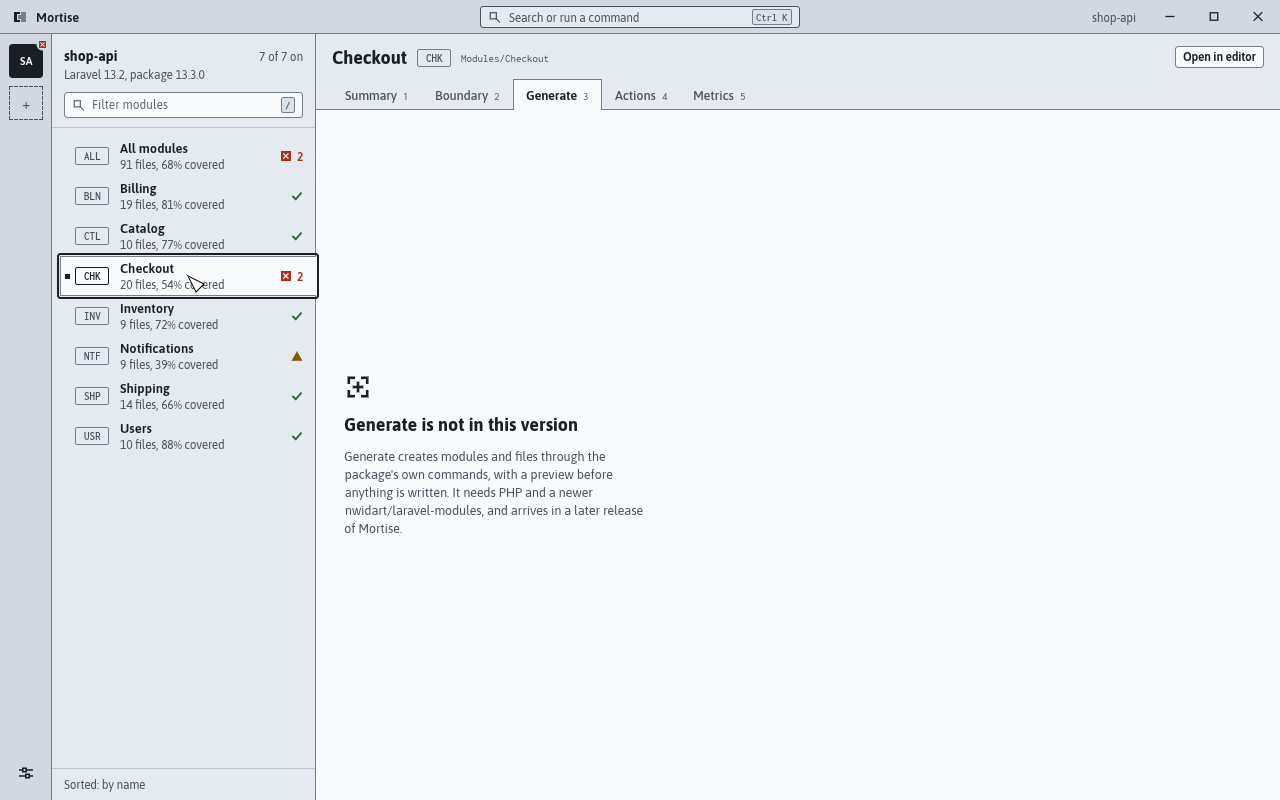 Mortise
Search or run a command
Ctrl K
shop-api
SA
+
shop-api
7 of 7 on
Laravel 13.2, package 13.3.0
Filter modules
/
ALL
All modules
91 files, 68% covered
2
BLN
Billing
19 files, 81% covered
CTL
Catalog
10 files, 77% covered
CHK
Checkout
20 files, 54% covered
2
INV
Inventory
9 files, 72% covered
NTF
Notifications
9 files, 39% covered
SHP
Shipping
14 files, 66% covered
USR
Users
10 files, 88% covered
Sorted: by name
Checkout
CHK
Modules/Checkout
Open in editor
Summary 1
Boundary 2
Generate 3
Actions 4
Metrics 5
Generate is not in this version
Generate creates modules and files through the
package's own commands, with a preview before
anything is written. It needs PHP and a newer
nwidart/laravel-modules, and arrives in a later release
of Mortise.